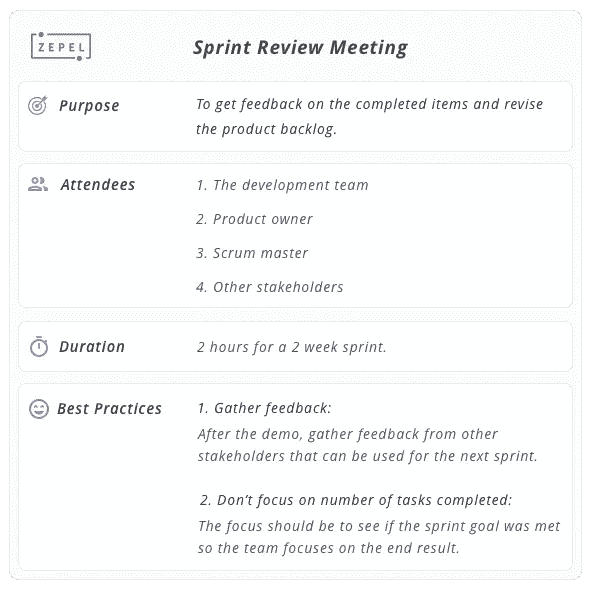 ZEPEL
Sprint Review Meeting
Purpose
To get feedback on the completed items and revise
the product backlog.
Attendees
1. The development team
2. Product owner
3. Scrum master
4. Other stakeholders
Duration
2 hours for a 2 week sprint.
Best Practices
1. Gather feedback:
After the demo, gather feedback from other
stakeholders that can be used for the next sprint.
2. Don't focus on number of tasks completed:
The focus should be to see if the sprint goal was met
so the team focuses on the end result.